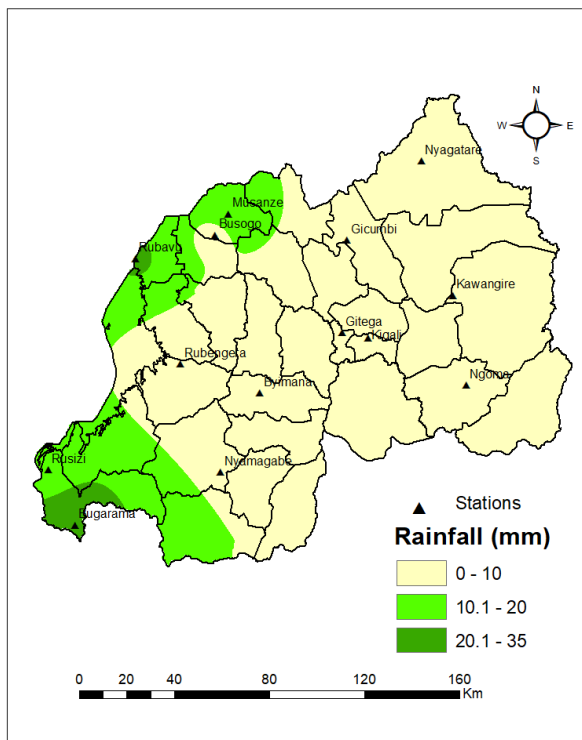 N
W E
S
Nyagatare
Musanze
Busogo
Gicumbi
Rubavu
Kawangire
Gitega
Kigali
Rubengera
Ngoma
Byimana
Rusizi
Nyamagabe
Bugarama
Stations
Rainfall (mm)
0 - 10
10.1 - 20
20.1 - 35
0 20 40 80 120 160
Km